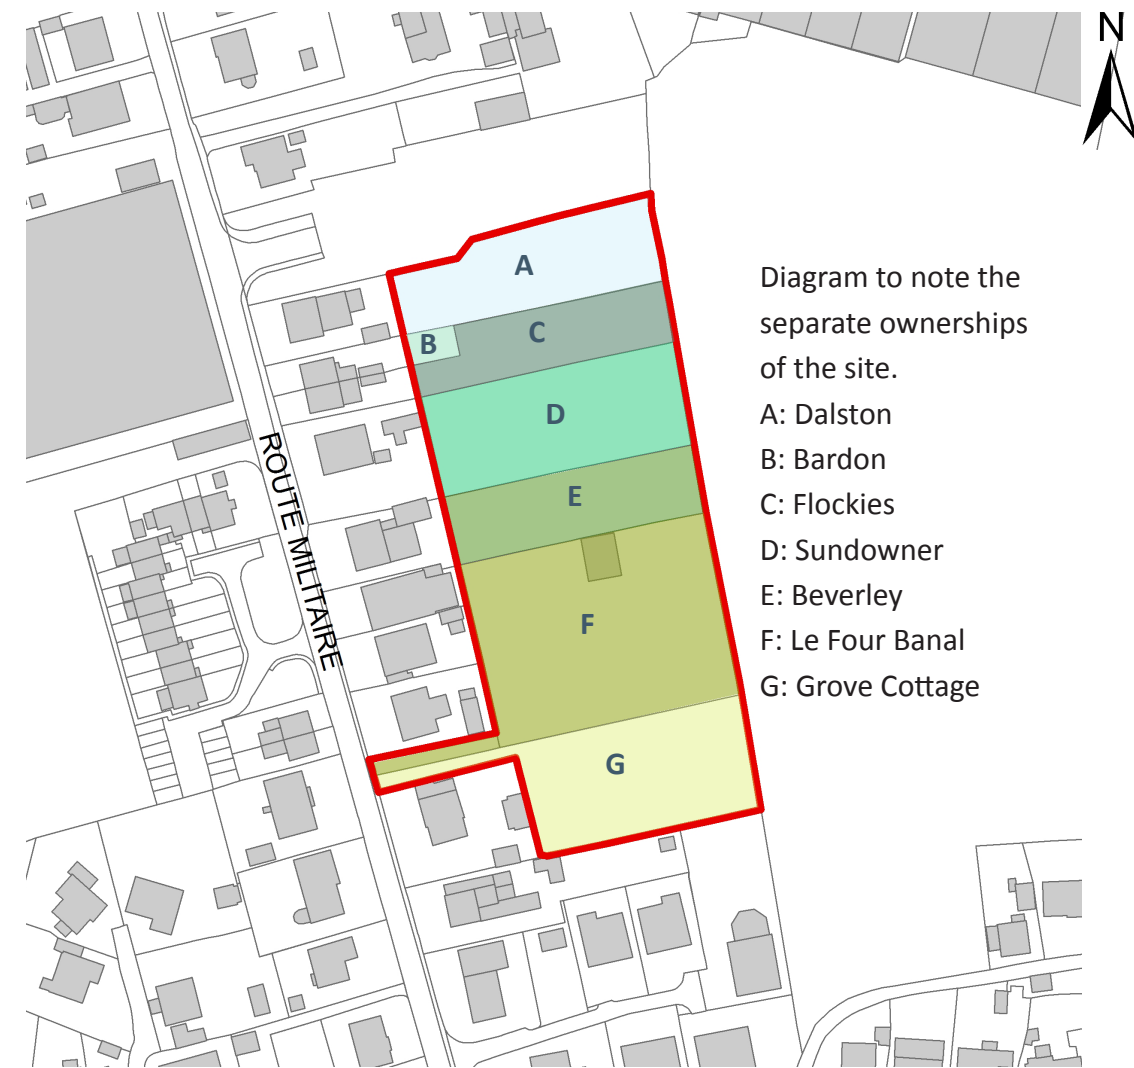 N
A
B
C
D
E
F
G
ROUTE MILITAIRE
Diagram to note the
separate ownerships
of the site.
A: Dalston
B: Bardon
C: Flockies
D: Sundowner
E: Beverley
F: Le Four Banal
G: Grove Cottage